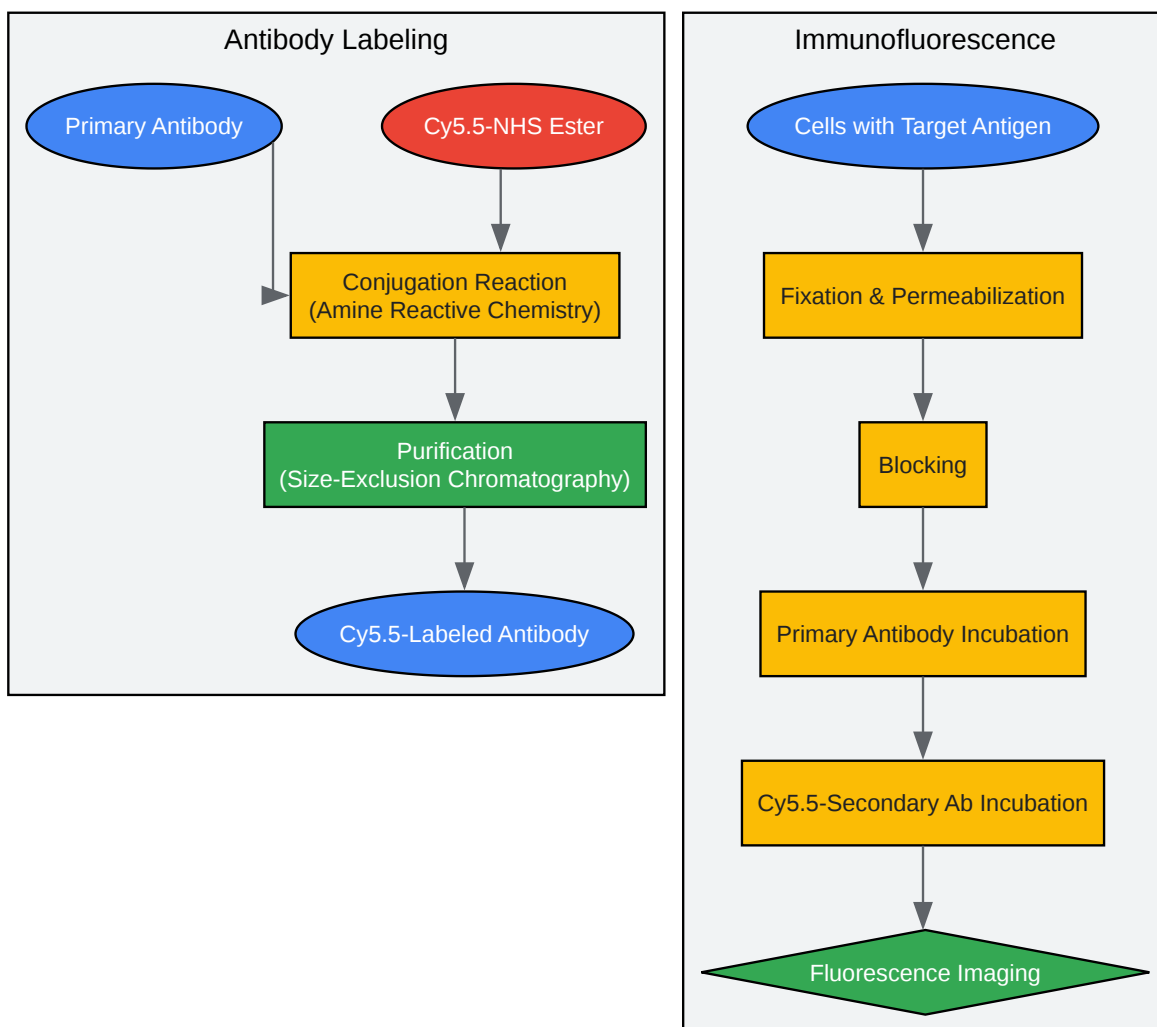 Antibody Labeling
Primary Antibody
Cy5.5-NHS Ester
Conjugation Reaction
(Amine Reactive Chemistry)
Purification
(Size-Exclusion Chromatography)
Cy5.5-Labeled Antibody
Immunofluorescence
Cells with Target Antigen
Fixation & Permeabilization
Blocking
Primary Antibody Incubation
Cy5.5-Secondary Ab Incubation
Fluorescence Imaging